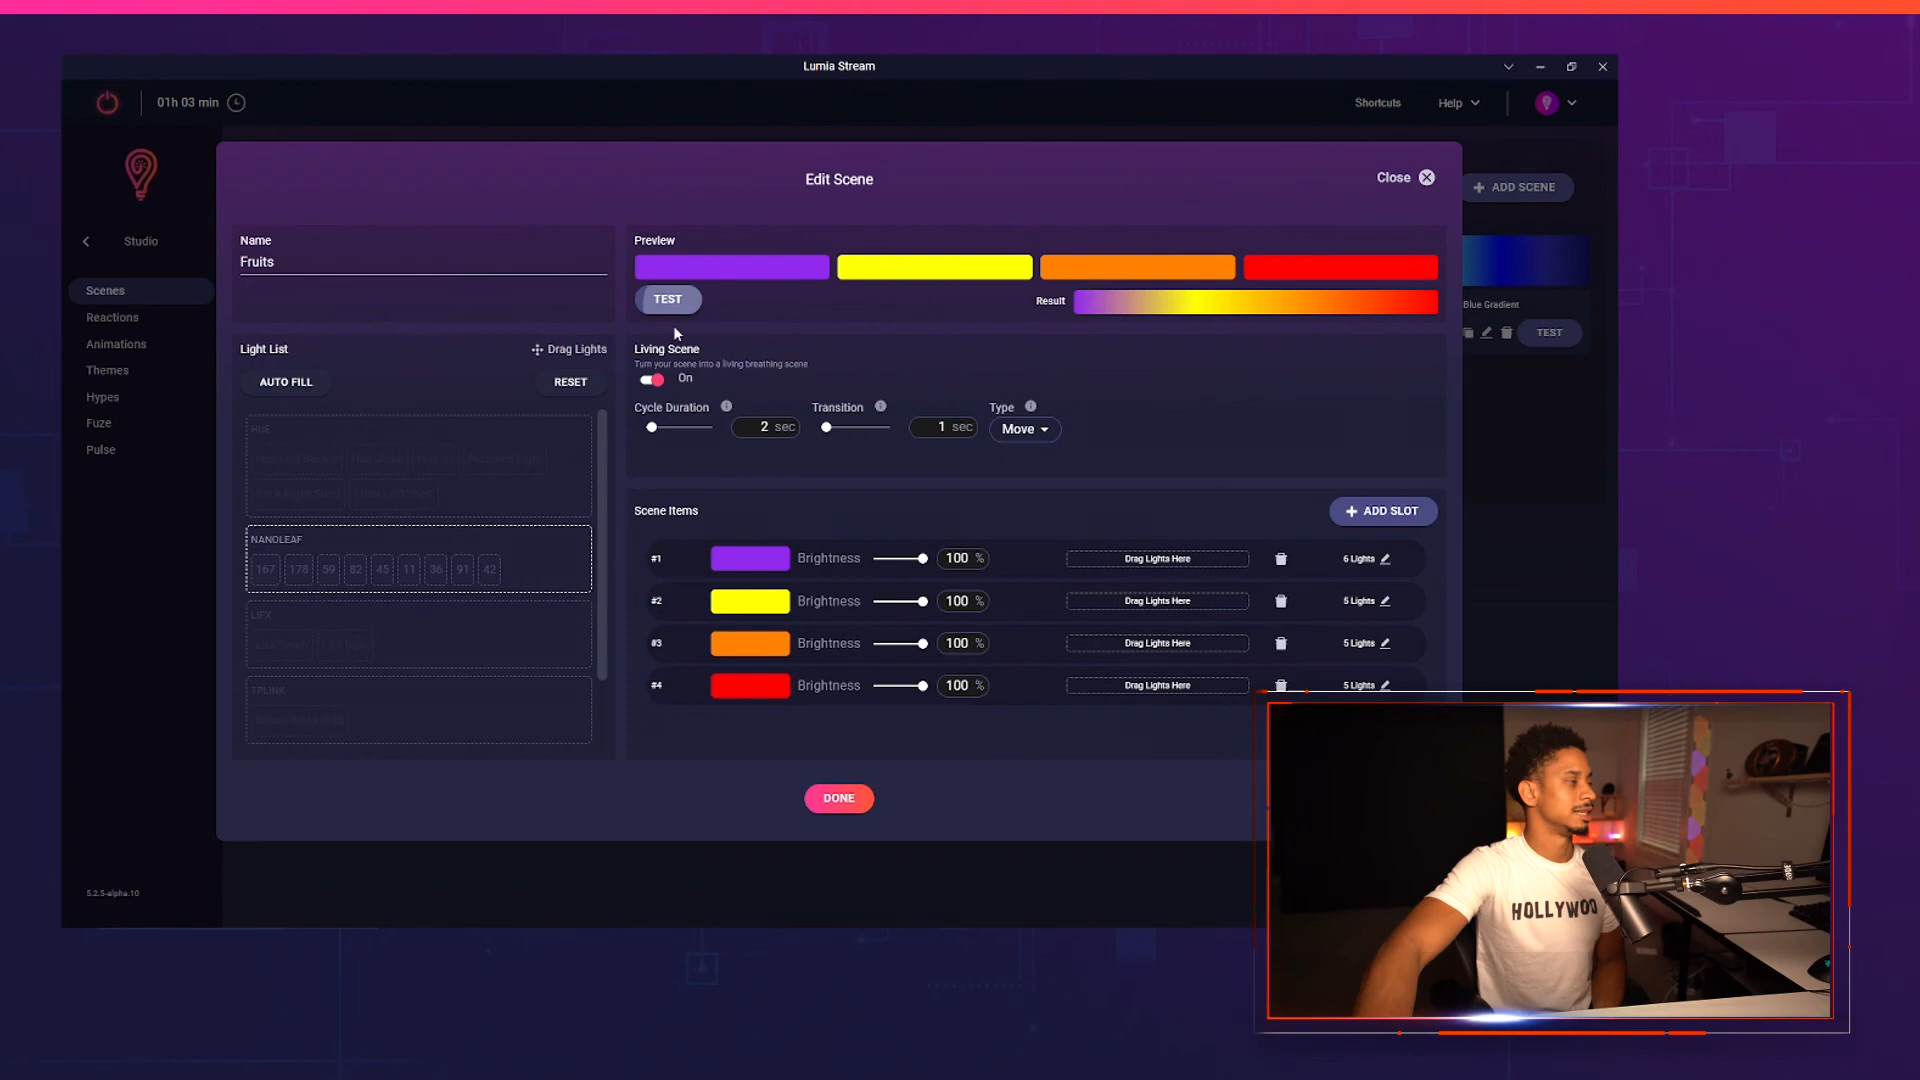 Lumia Stream
01h 03 min
Shortcuts
Help
Studio
Scenes
Reactions
Animations
Themes
Hypes
Fuze
Pulse
5.2.5-alpha.10
Edit Scene
Close
ADD SCENE
Blue Gradient
TEST
Name
Fruits
Light List
Drag Lights
AUTO FILL
RESET
HUE
NANOLEAF
167 178 59 82 45 11 36 91 42
LIFX
TPLINK
Preview
TEST
Result
Living Scene
Turn your scene into a living breathing scene
On
Cycle Duration
2 sec
Transition
1 sec
Type
Move
Scene Items
ADD SLOT
#1 Brightness 100 % Drag Lights Here 6 Lights
#2 Brightness 100 % Drag Lights Here 5 Lights
#3 Brightness 100 % Drag Lights Here 5 Lights
#4 Brightness 100 % Drag Lights Here 5 Lights
DONE
HOLLYWOO